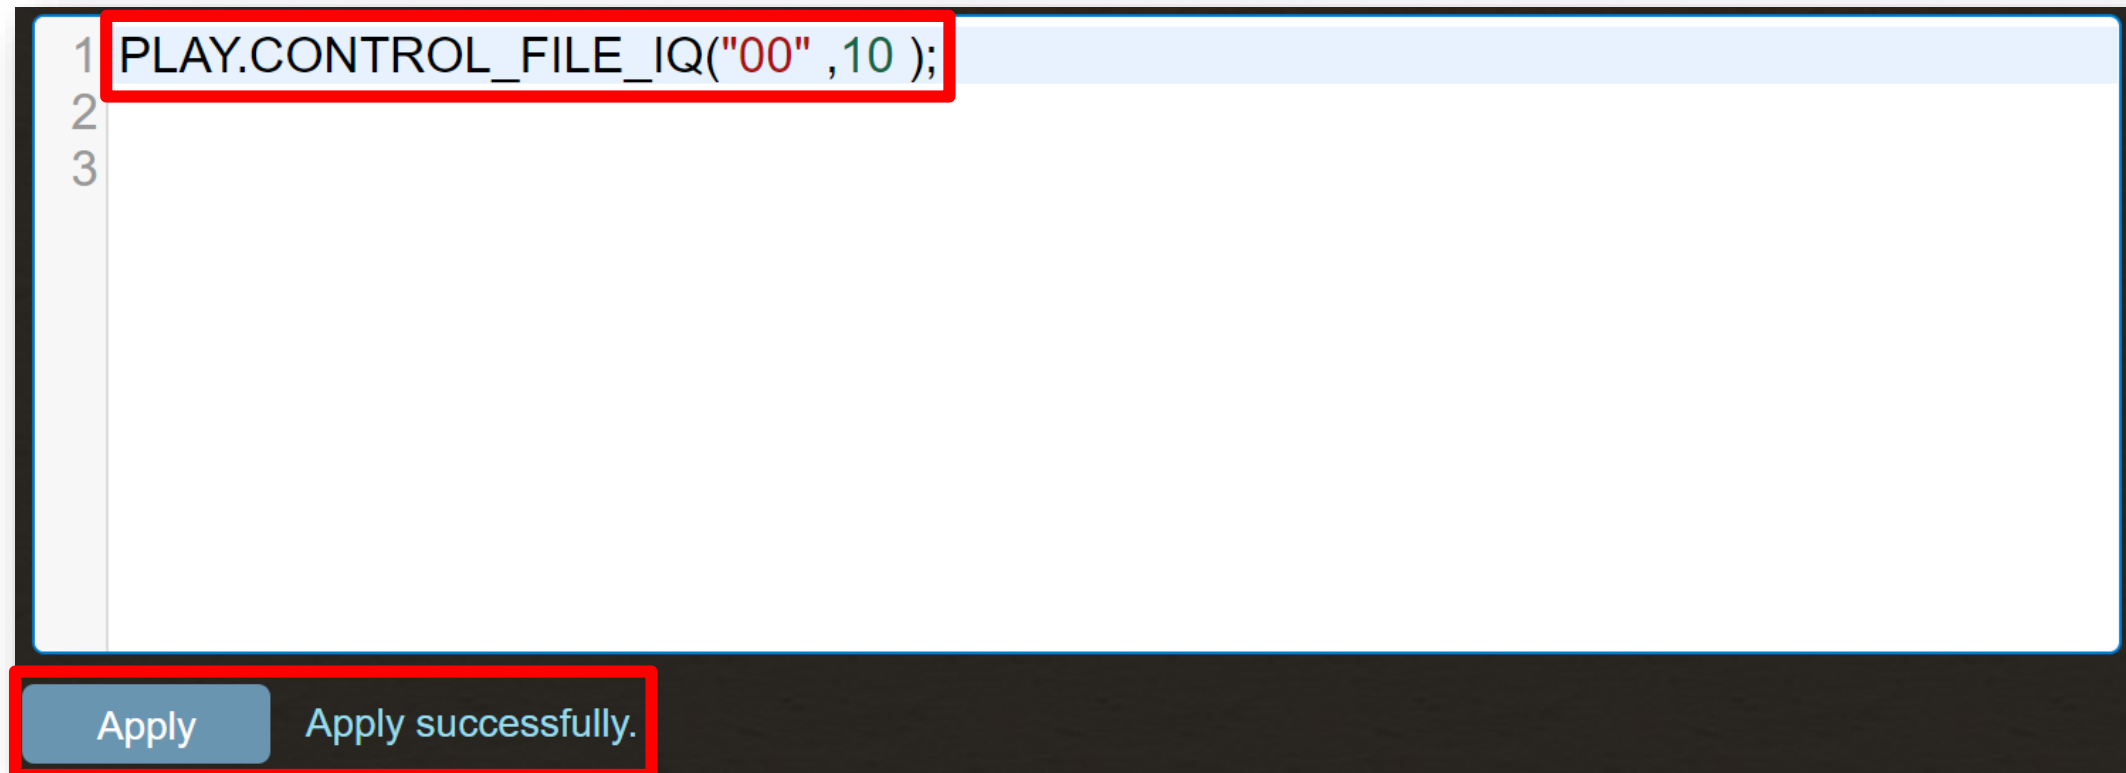 1 PLAY.CONTROL_FILE_IQ("00" ,10 );
2
3
Apply Apply successfully.